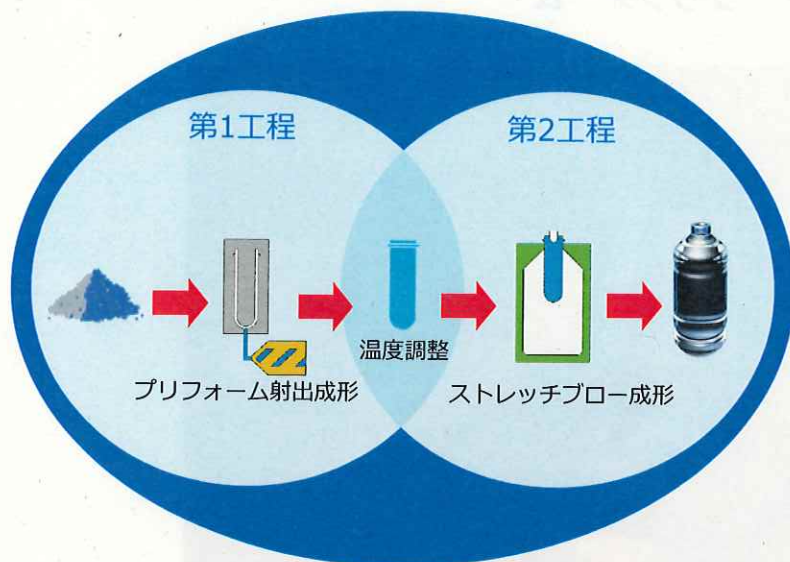 第1工程
第2工程
温度調整
プリフォーム射出成形
ストレッチブロー成形